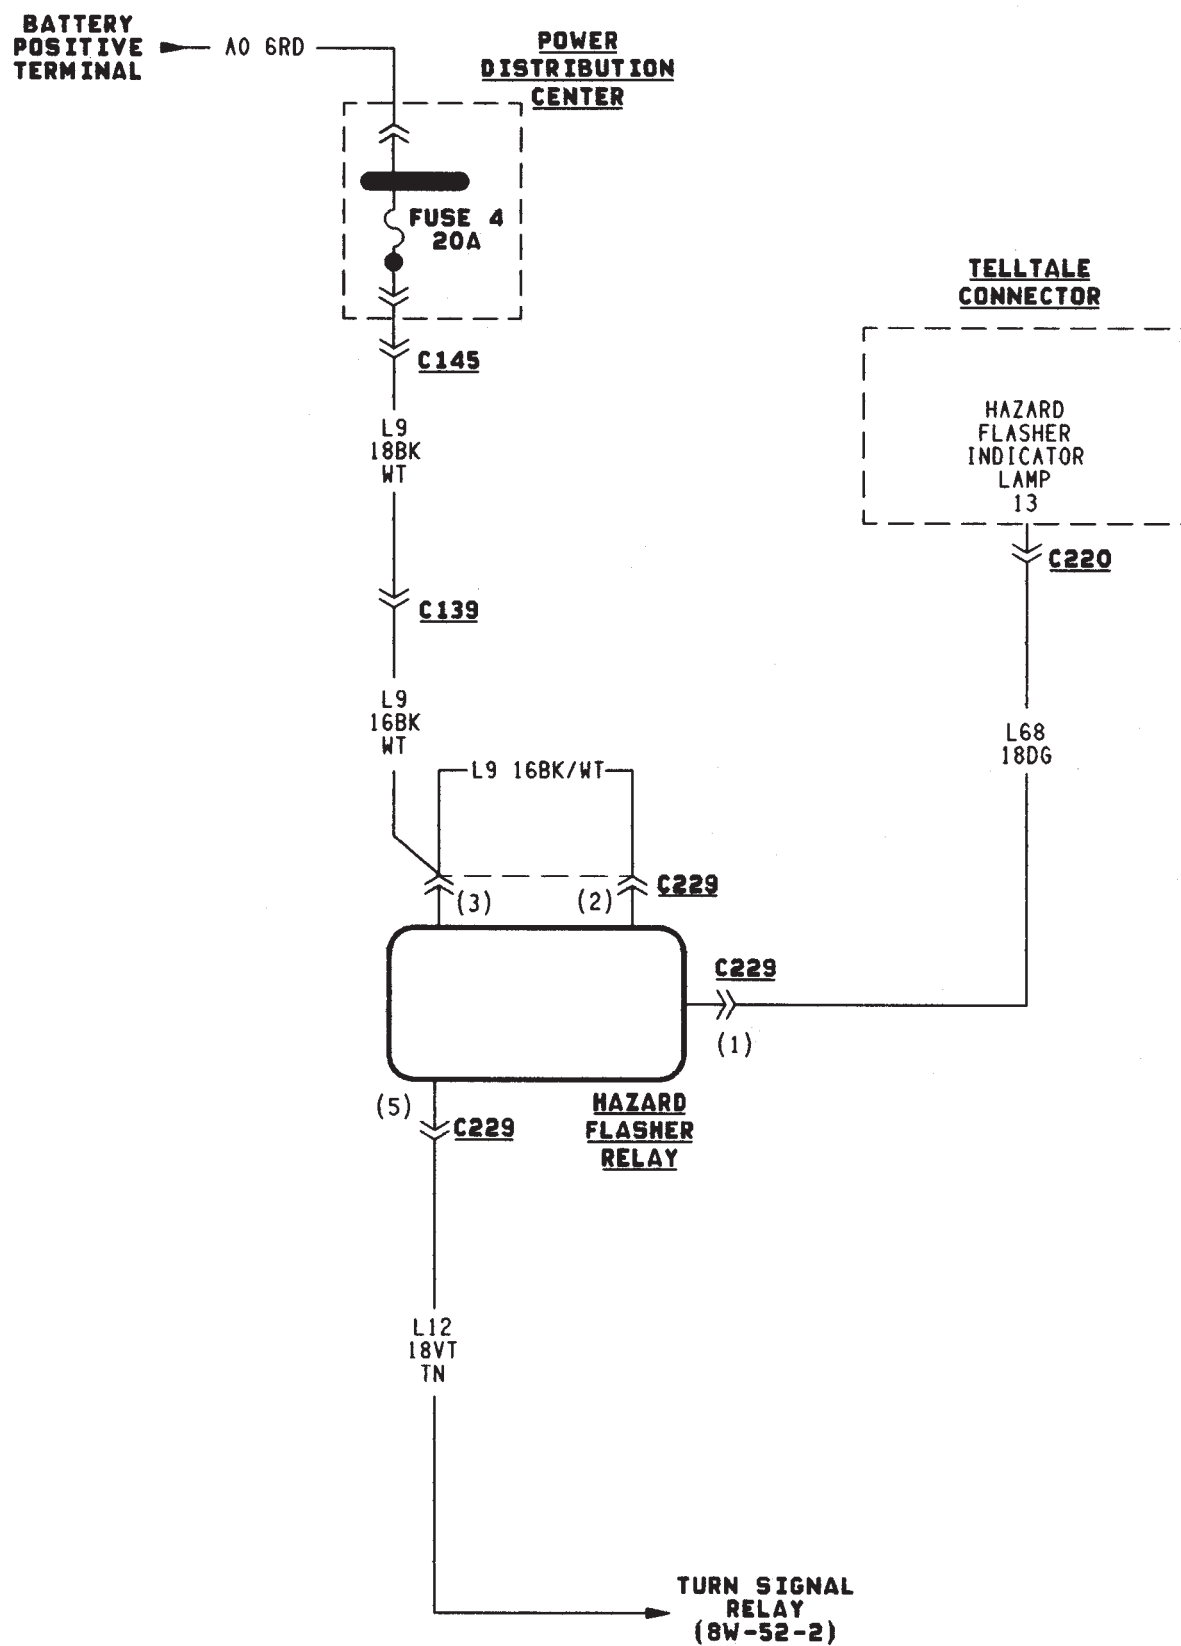 BATTERY
POSITIVE
TERMINAL
A0 6RD
POWER
DISTRIBUTION
CENTER
FUSE 4
20A
C145
L9
18BK
WT
C139
L9
16BK
WT
L9 16BK/WT
TELLTALE
CONNECTOR
HAZARD
FLASHER
INDICATOR
LAMP
13
C220
L68
18DG
(3)
(2)
C229
C229
(1)
(5)
C229
HAZARD
FLASHER
RELAY
L12
18VT
TN
TURN SIGNAL
RELAY
(8W-52-2)